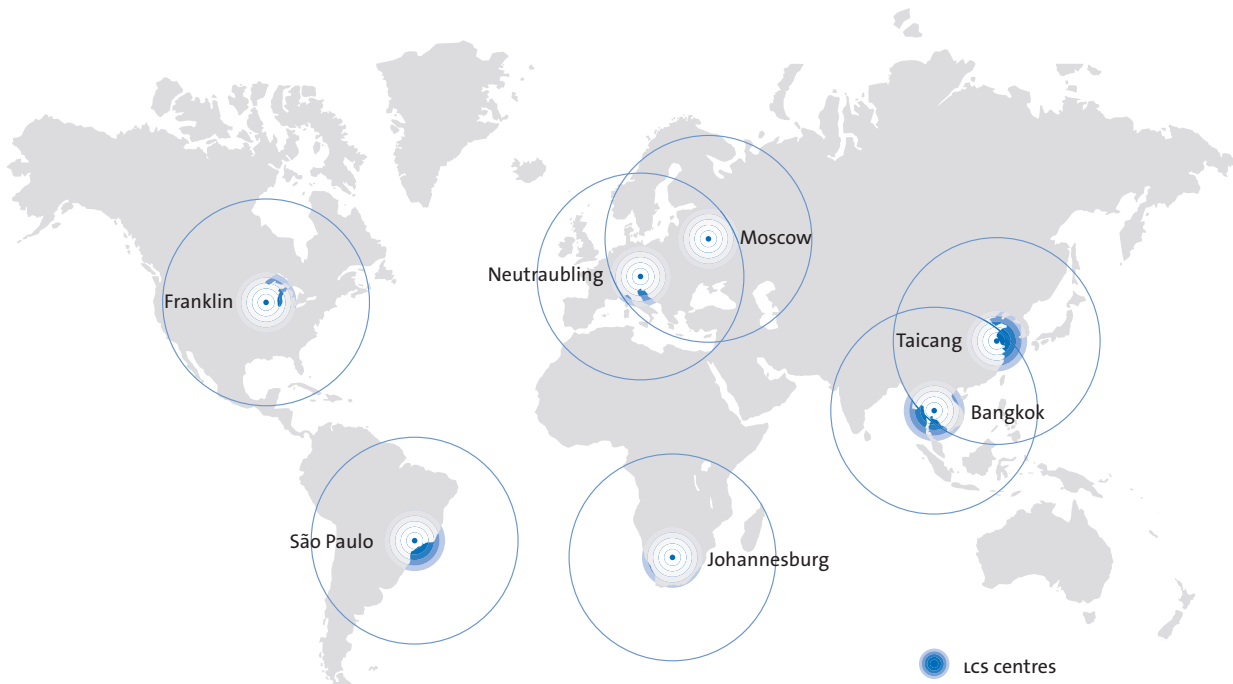 Moscow
Neutraubling
Franklin
Taicang
Bangkok
São Paulo
Johannesburg
LCS centres